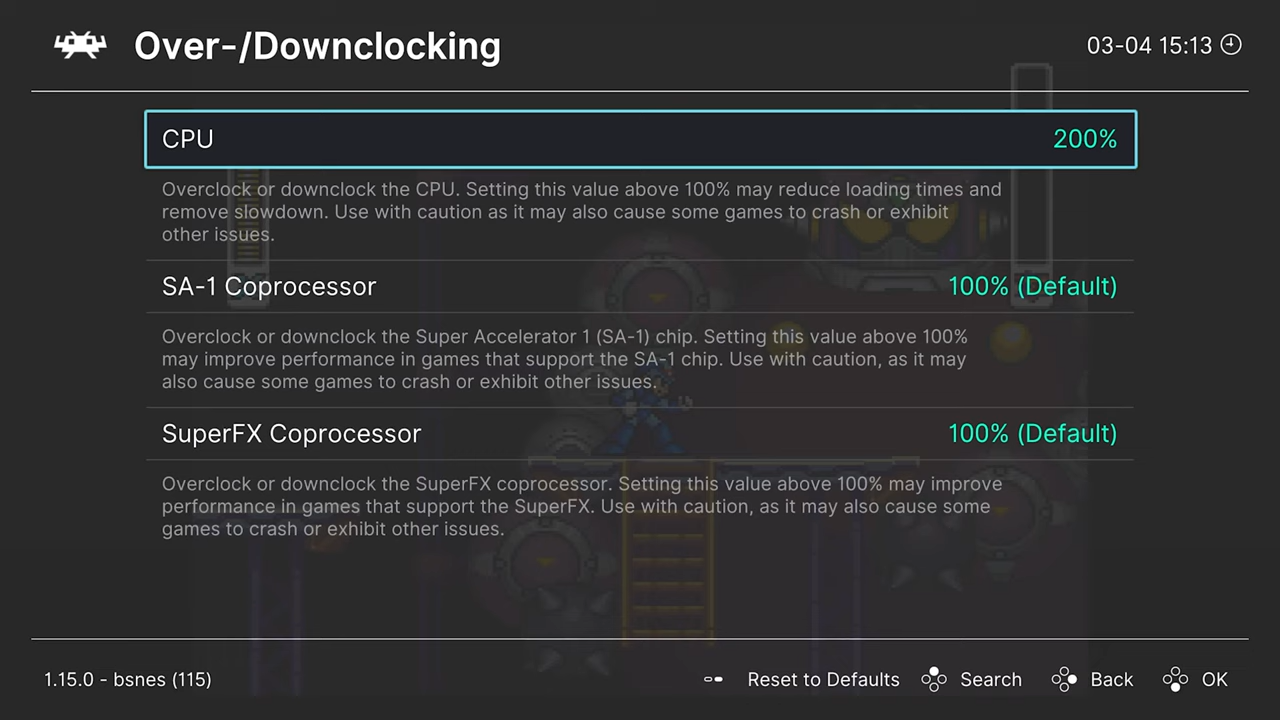 Over-/Downclocking
03-04 15:13
CPU 200%
Overclock or downclock the CPU. Setting this value above 100% may reduce loading times and
remove slowdown. Use with caution as it may also cause some games to crash or exhibit
other issues.
SA-1 Coprocessor 100% (Default)
Overclock or downclock the Super Accelerator 1 (SA-1) chip. Setting this value above 100%
may improve performance in games that support the SA-1 chip. Use with caution, as it may
also cause some games to crash or exhibit other issues.
SuperFX Coprocessor 100% (Default)
Overclock or downclock the SuperFX coprocessor. Setting this value above 100% may improve
performance in games that support the SuperFX. Use with caution, as it may also cause some
games to crash or exhibit other issues.
1.15.0 - bsnes (115) Reset to Defaults Search Back OK